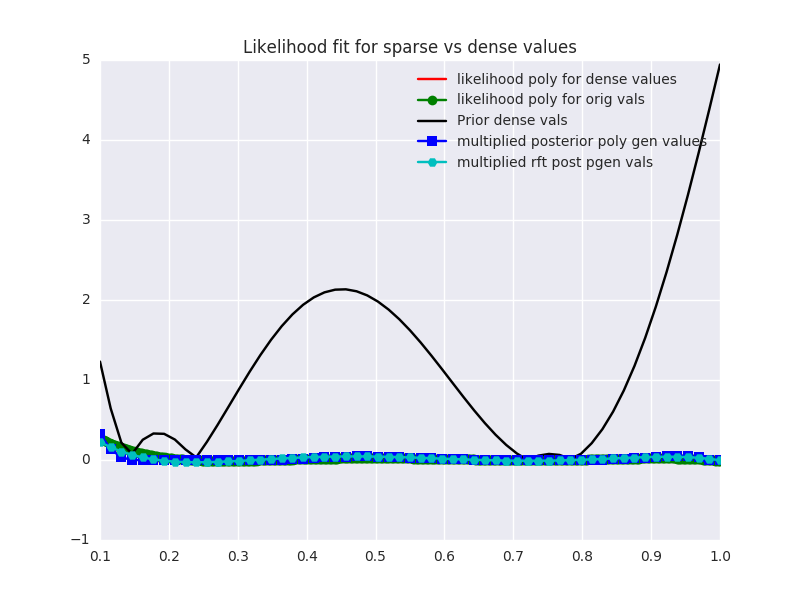 Likelihood fit for sparse vs dense values
5
4
3
2
1
0
−1
likelihood poly for dense values
likelihood poly for orig vals
Prior dense vals
multiplied posterior poly gen values
multiplied rft post pgen vals
0.1 0.2 0.3 0.4 0.5 0.6 0.7 0.8 0.9 1.0